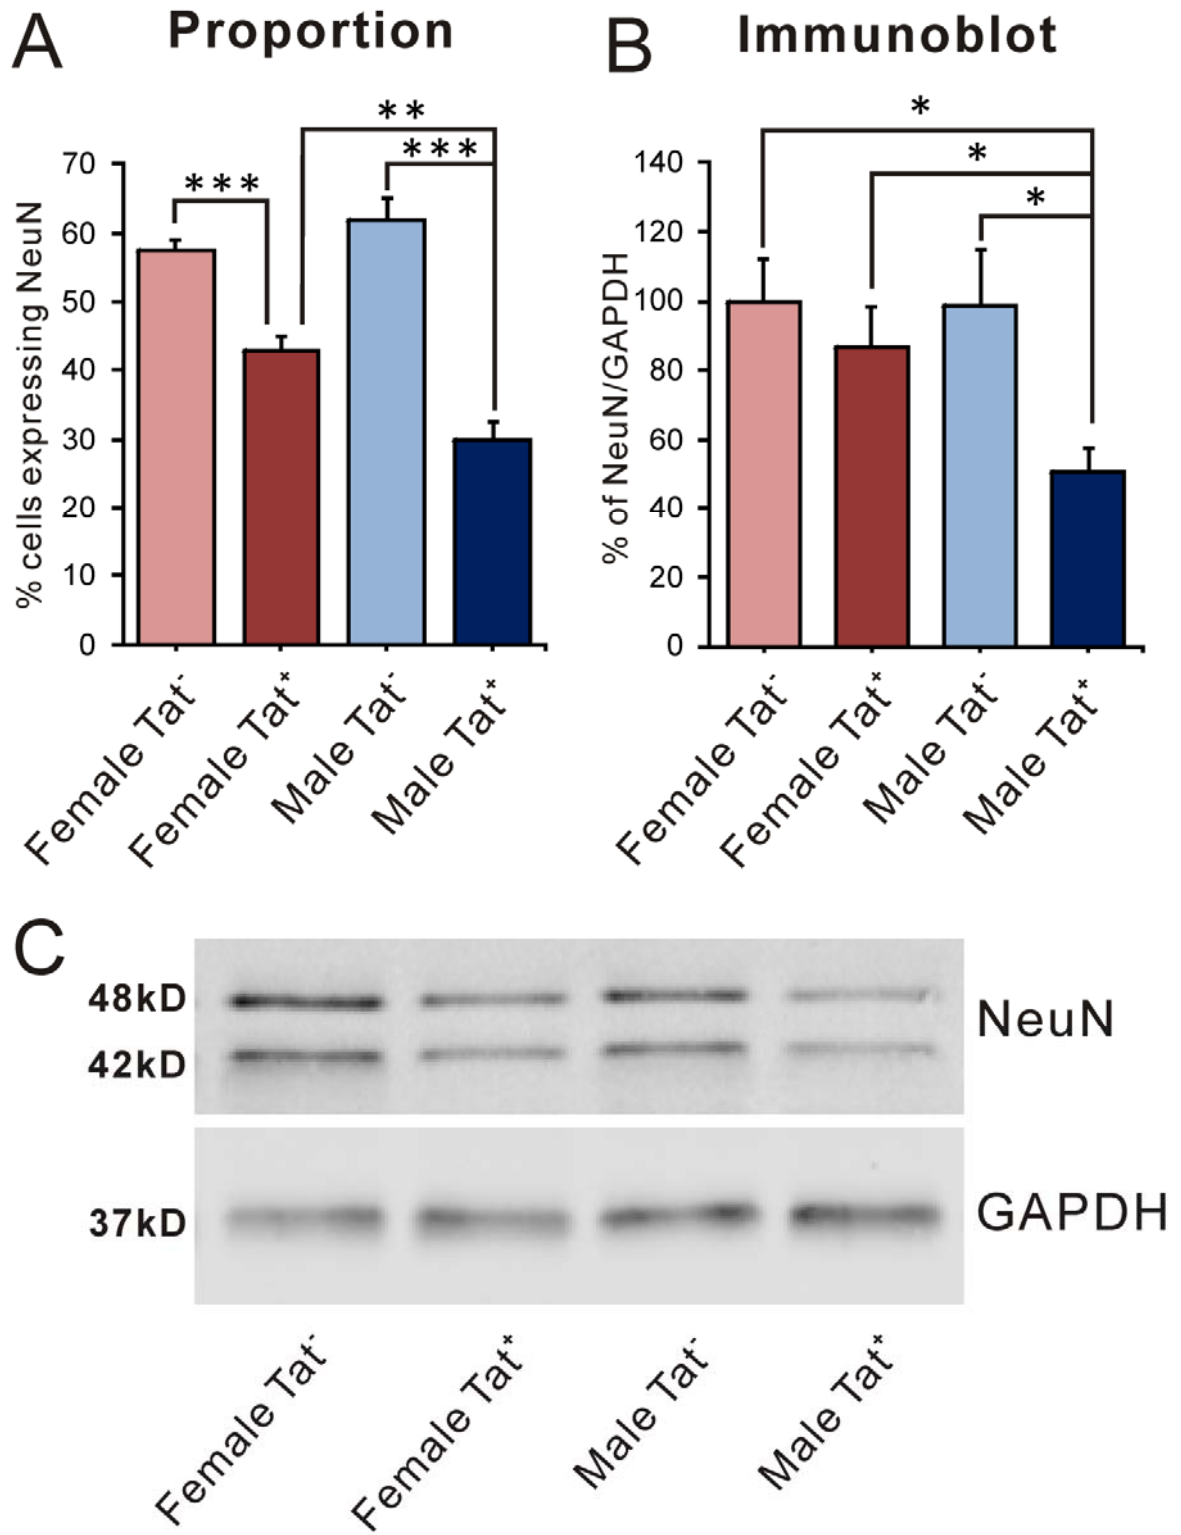 A
Proportion
% cells expressing NeuN
70
60
50
40
30
20
10
0
***
**
***
Female Tat⁻
Female Tat⁺
Male Tat⁻
Male Tat⁺
B
Immunoblot
% of NeuN/GAPDH
140
120
100
80
60
40
20
0
*
*
*
Female Tat⁻
Female Tat⁺
Male Tat⁻
Male Tat⁺
C
48kD
42kD
NeuN
37kD
GAPDH
Female Tat⁻
Female Tat⁺
Male Tat⁻
Male Tat⁺